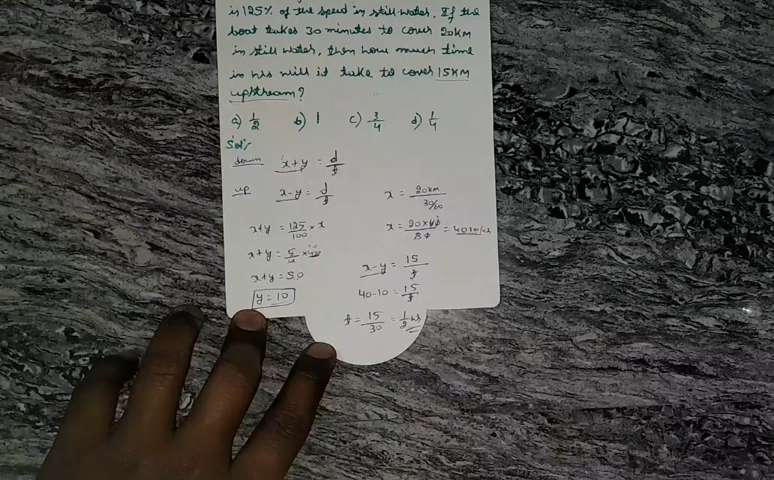 is 125% of the speed in still water. If the
boat takes 30 minutes to cover 20km
in still water, then how much time
in hrs will it take to cover 15KM
upstream?
a) 1/2 b) 1 c) 3/4 d) 1/4
Sol:
down x+y = d/t
up x-y = d/t
x+y = 125/100 × x
x+y = 5/4 × 40
x+y = 50
y = 10
x = 20km / 30/60
x = 20×60/30 = 40km/hr
x-y = 15/t
40-10 = 15/t
t = 15/30 = 1/2 hr